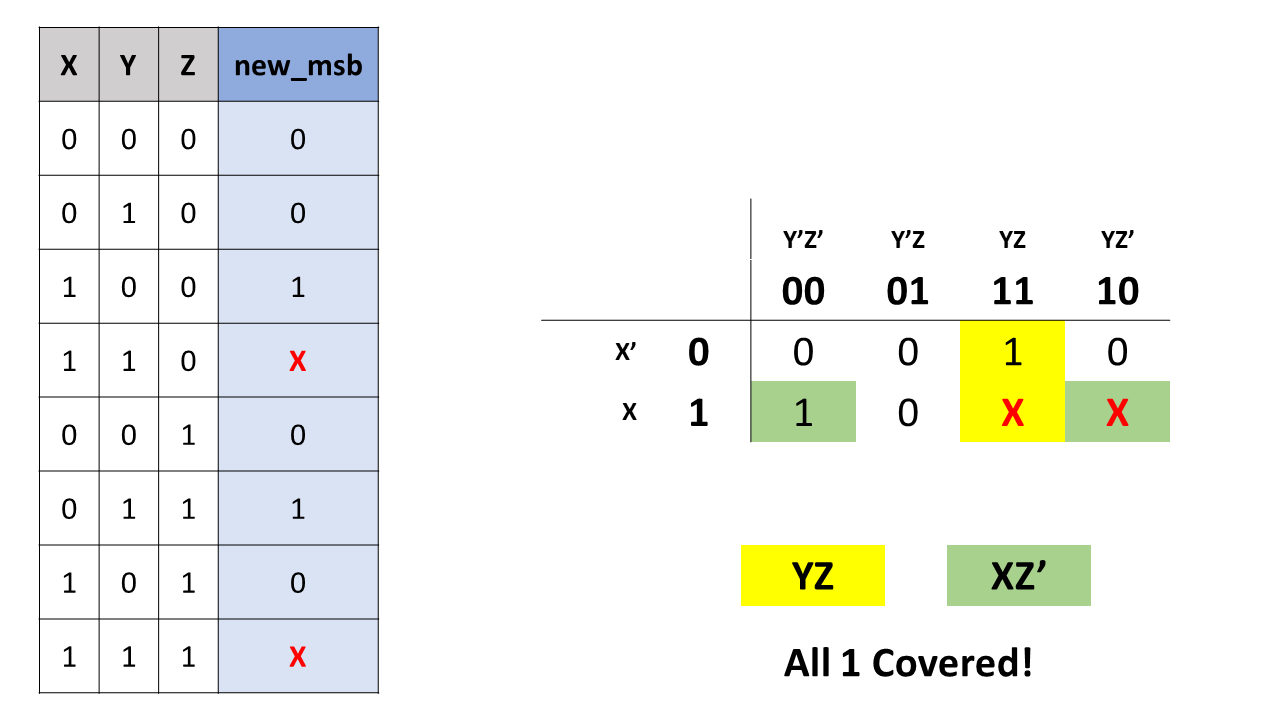 X Y Z new_msb
0 0 0 0
0 1 0 0
1 0 0 1
1 1 0 X
0 0 1 0
0 1 1 1
1 0 1 0
1 1 1 X
Y’Z’ Y’Z YZ YZ’
00 01 11 10
X’ 0 0 0 1 0
X 1 1 0 X X
YZ XZ’
All 1 Covered!